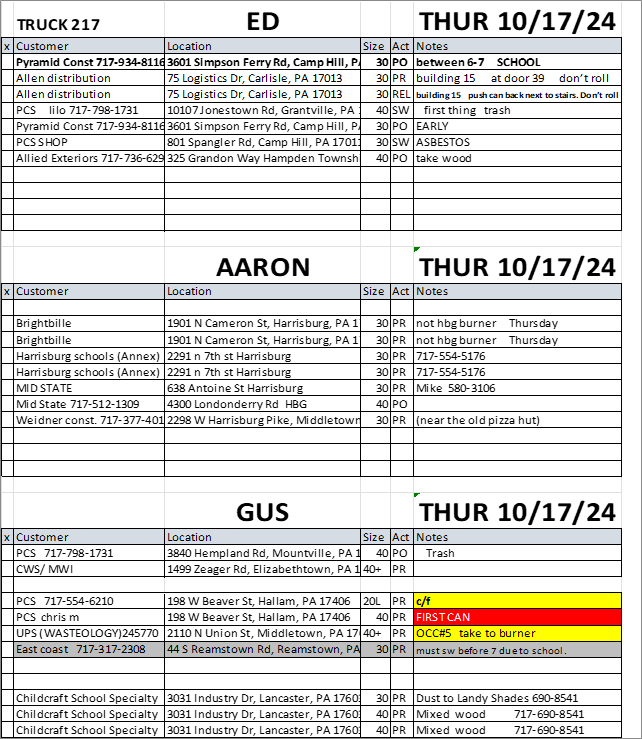 TRUCK 217 ED THUR 10/17/24
x Customer Location Size Act Notes
Pyramid Const 717-934-8116 3601 Simpson Ferry Rd, Camp Hill, PA 30 PO between 6-7 SCHOOL
Allen distribution 75 Logistics Dr, Carlisle, PA 17013 30 PR building 15 at door 39 don't roll
Allen distribution 75 Logistics Dr, Carlisle, PA 17013 30 REL building 15 push can back next to stairs. Don't roll
PCS lilo 717-798-1731 10107 Jonestown Rd, Grantville, PA 40 SW first thing trash
Pyramid Const 717-934-8116 3601 Simpson Ferry Rd, Camp Hill, PA 30 PO EARLY
PCS SHOP 801 Spangler Rd, Camp Hill, PA 17011 30 SW ASBESTOS
Allied Exteriors 717-736-629 325 Grandon Way Hampden Townsh 40 PO take wood
AARON THUR 10/17/24
x Customer Location Size Act Notes
Brightbille 1901 N Cameron St, Harrisburg, PA 1 30 PR not hbg burner Thursday
Brightbille 1901 N Cameron St, Harrisburg, PA 1 30 PR not hbg burner Thursday
Harrisburg schools (Annex) 2291 n 7th st Harrisburg 30 PR 717-554-5176
Harrisburg schools (Annex) 2291 n 7th st Harrisburg 30 PR 717-554-5176
MID STATE 638 Antoine St Harrisburg 30 PR Mike 580-3106
Mid State 717-512-1309 4300 Londonderry Rd HBG 40 PO
Weidner const. 717-377-401 2298 W Harrisburg Pike, Middletown 30 PR (near the old pizza hut)
GUS THUR 10/17/24
x Customer Location Size Act Notes
PCS 717-798-1731 3840 Hempland Rd, Mountville, PA 1 40 PO Trash
CWS/ MWI 1499 Zeager Rd, Elizabethtown, PA 1 40+ PR
PCS 717-554-6210 198 W Beaver St, Hallam, PA 17406 20L PR c/f
PCS chris m 198 W Beaver St, Hallam, PA 17406 40 PR FIRST CAN
UPS (WASTEOLOGY)245770 2110 N Union St, Middletown, PA 17 40+ PR OCC#5 take to burner
East coast 717-317-2308 44 S Reamstown Rd, Reamstown, PA 30 PR must sw before 7 due to school.
Childcraft School Specialty 3031 Industry Dr, Lancaster, PA 1760 30 PR Dust to Landy Shades 690-8541
Childcraft School Specialty 3031 Industry Dr, Lancaster, PA 1760 40 PR Mixed wood 717-690-8541
Childcraft School Specialty 3031 Industry Dr, Lancaster, PA 1760 40 PR Mixed wood 717-690-8541